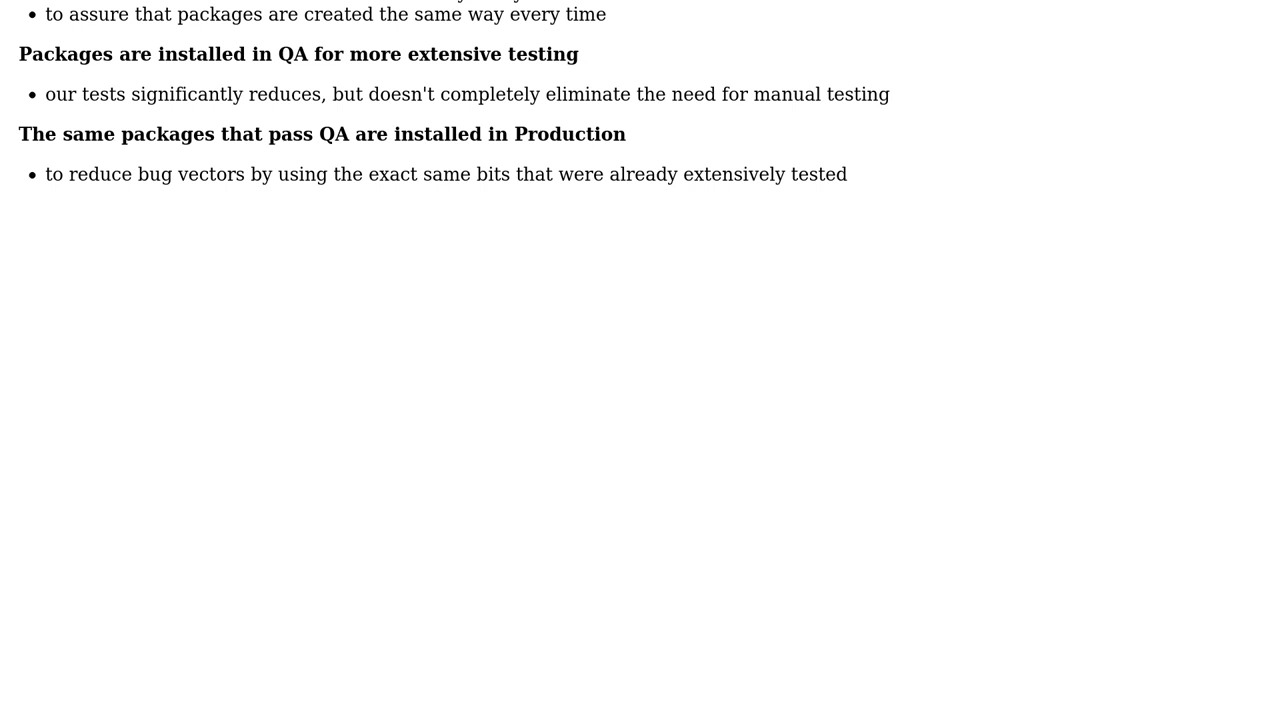 to assure that packages are created the same way every time
Packages are installed in QA for more extensive testing
our tests significantly reduces, but doesn't completely eliminate the need for manual testing
The same packages that pass QA are installed in Production
to reduce bug vectors by using the exact same bits that were already extensively tested